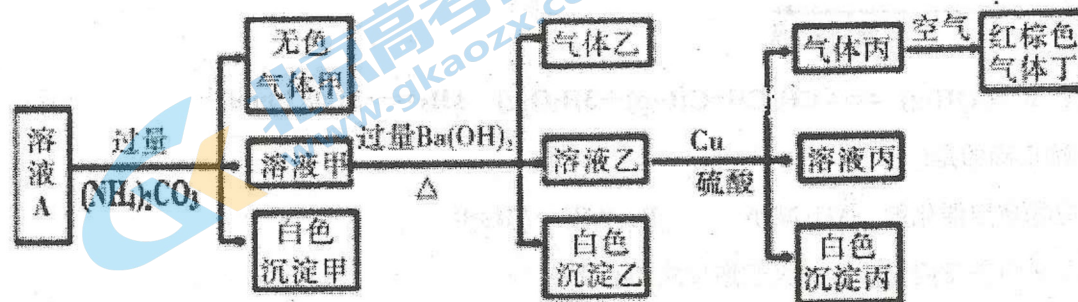 溶液A
过量
(NH₄)₂CO₃
无色
气体甲
溶液甲
白色
沉淀甲
过量Ba(OH)₂
△
气体乙
溶液乙
白色
沉淀乙
Cu
硫酸
气体丙
溶液丙
白色
沉淀丙
空气
红棕色
气体丁
www.gkaozx.c